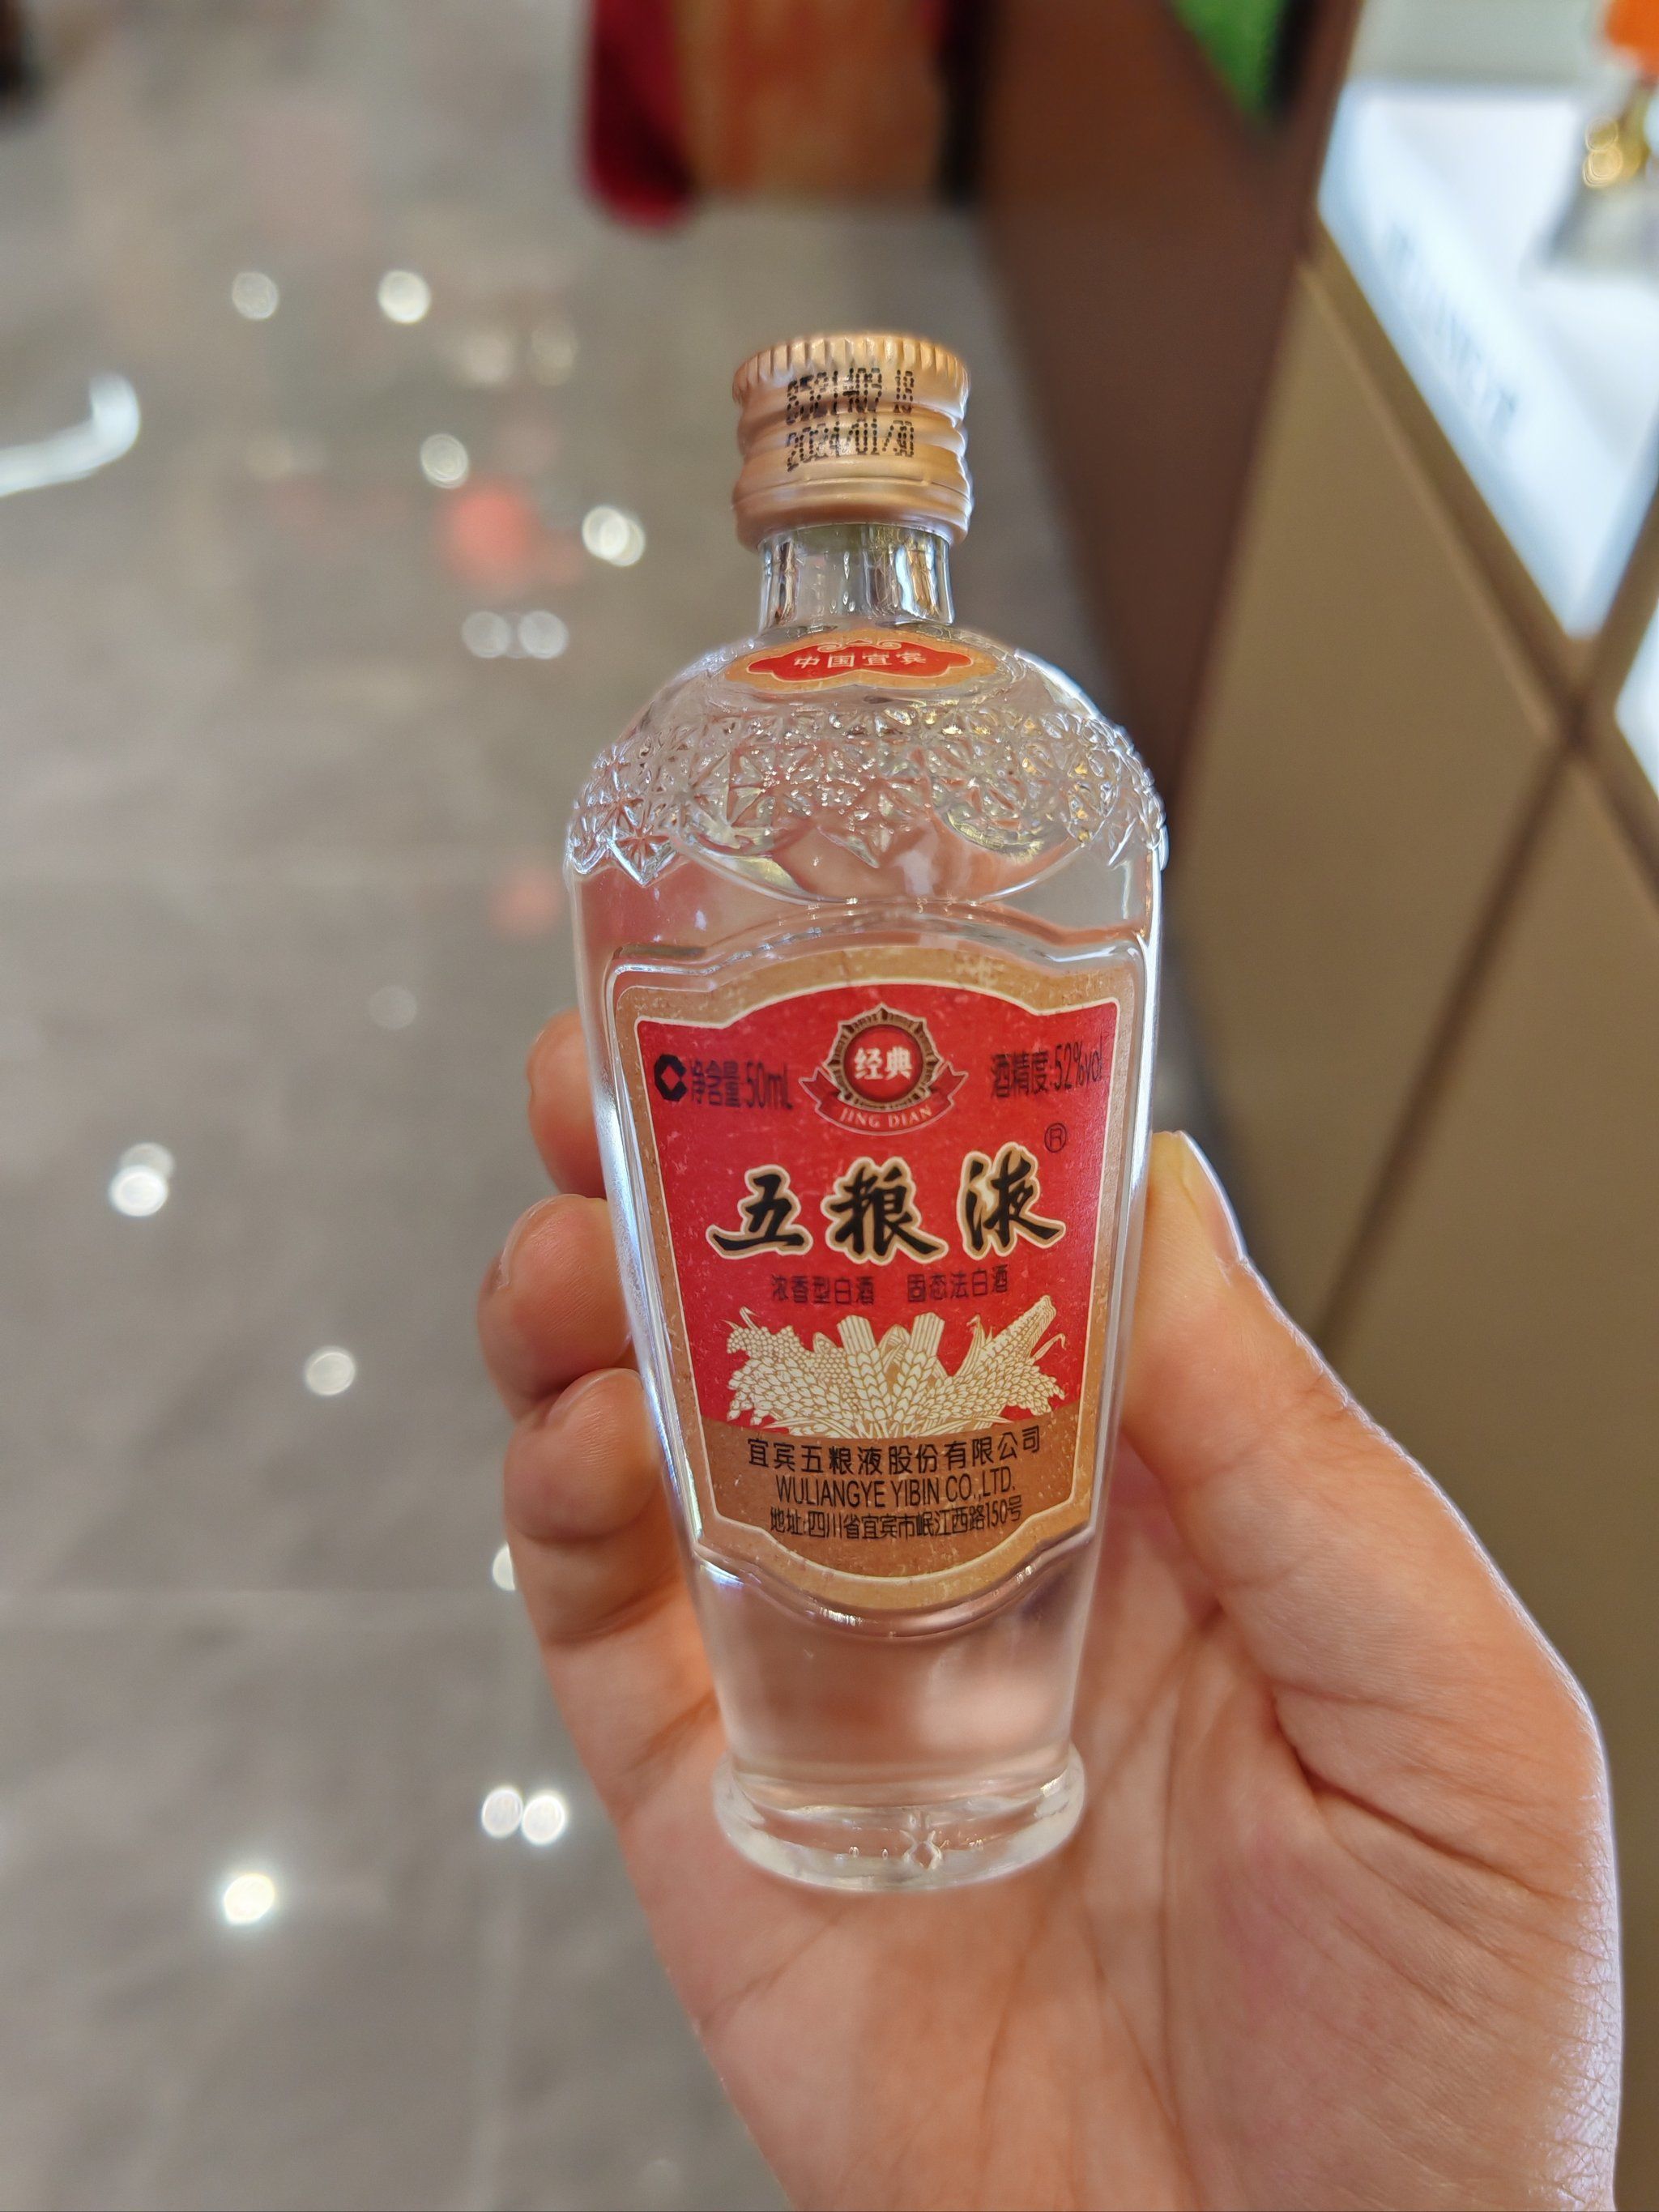 2024/01/30
中国宜宾
经典
JING DIAN
净含量:50mL
酒精度:52%vol
五粮液®
浓香型白酒 固态法白酒
宜宾五粮液股份有限公司
WULIANGYE YIBIN CO.,LTD.
地址:四川省宜宾市岷江西路150号